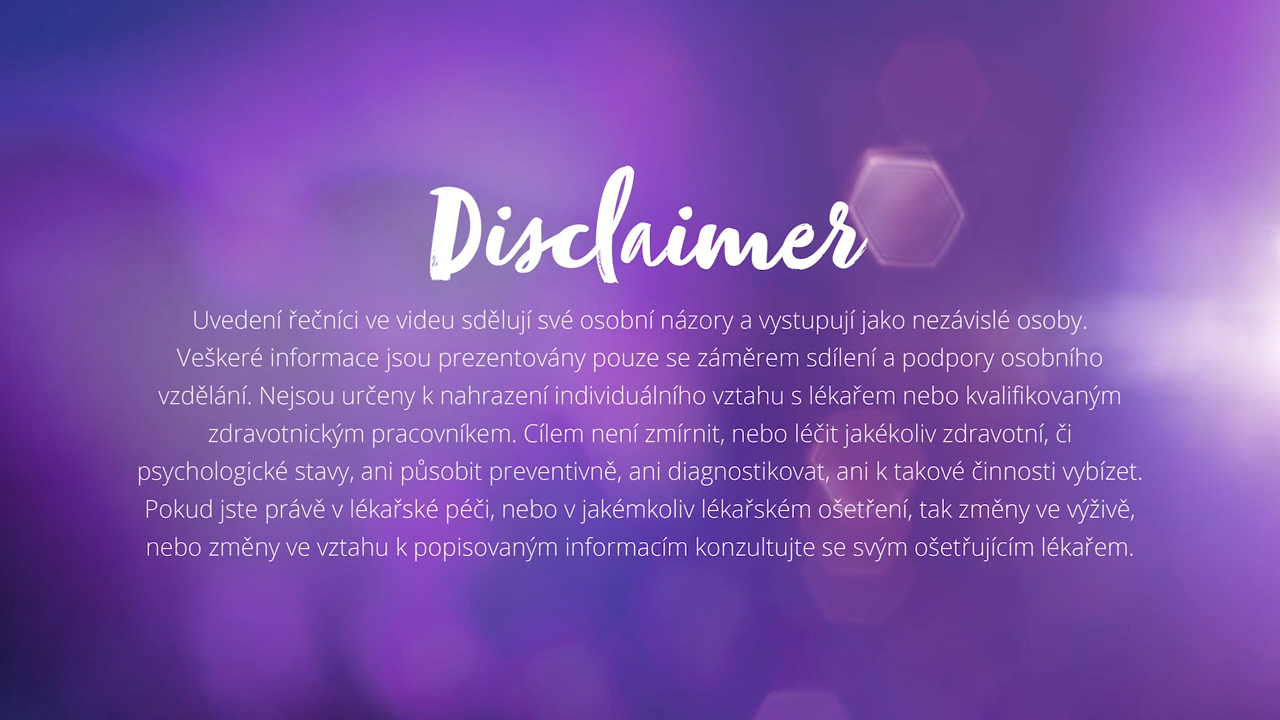 Disclaimer
Uvedení řečníci ve videu sdělují své osobní názory a vystupují jako nezávislé osoby.
Veškeré informace jsou prezentovány pouze se záměrem sdílení a podpory osobního
vzdělání. Nejsou určeny k nahrazení individuálního vztahu s lékařem nebo kvalifikovaným
zdravotnickým pracovníkem. Cílem není zmírnit, nebo léčit jakékoliv zdravotní, či
psychologické stavy, ani působit preventivně, ani diagnostikovat, ani k takové činnosti vybízet.
Pokud jste právě v lékařské péči, nebo v jakémkoliv lékařském ošetření, tak změny ve výživě,
nebo změny ve vztahu k popisovaným informacím konzultujte se svým ošetřujícím lékařem.